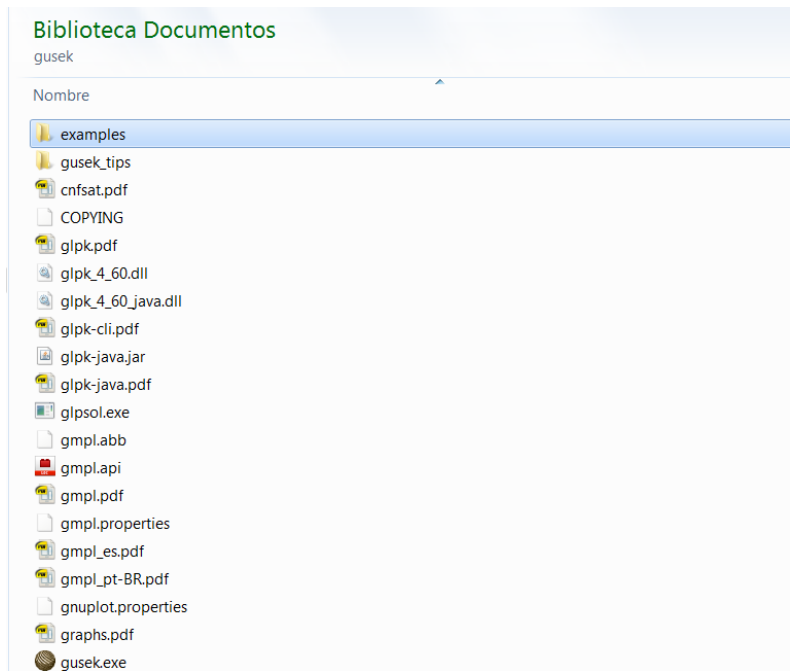 Biblioteca Documentos
gusek
Nombre
examples
gusek_tips
cnfsat.pdf
COPYING
glpk.pdf
glpk_4_60.dll
glpk_4_60_java.dll
glpk-cli.pdf
glpk-java.jar
glpk-java.pdf
glpsol.exe
gmpl.abb
gmpl.api
gmpl.pdf
gmpl.properties
gmpl_es.pdf
gmpl_pt-BR.pdf
gnuplot.properties
graphs.pdf
gusek.exe